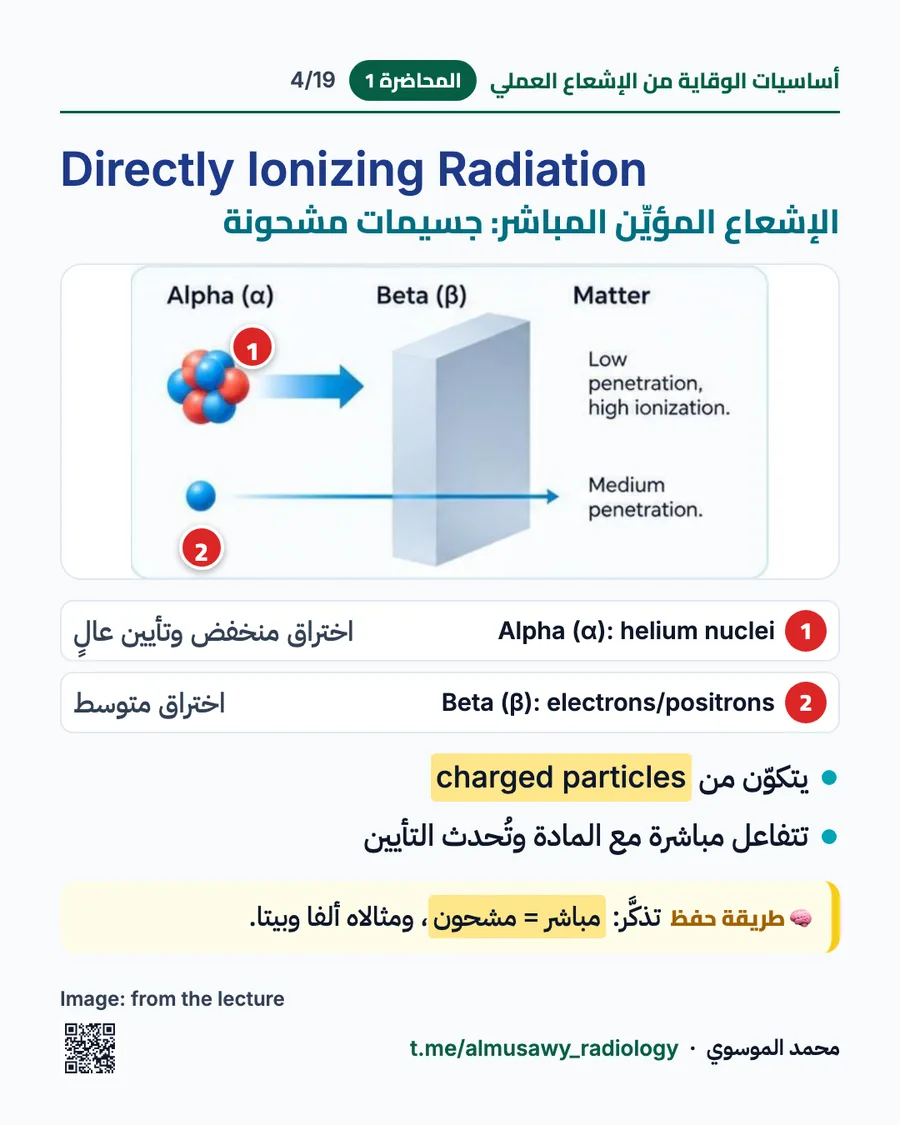 أساسيات الوقاية من الإشعاع العملي المحاضرة 1 4/19
Directly Ionizing Radiation
الإشعاع المؤيِّن المباشر: جسيمات مشحونة
Alpha (α) Beta (β) Matter
1
Low
penetration,
high ionization.
Medium
penetration.
2
1 Alpha (α): helium nuclei اختراق منخفض وتأيين عالٍ
2 Beta (β): electrons/positrons اختراق متوسط
يتكوّن من charged particles
تتفاعل مباشرة مع المادة وتُحدث التأيين
طريقة حفظ تذكَّر: مباشر = مشحون، ومثالاه ألفا وبيتا.
Image: from the lecture
محمد الموسوي · t.me/almusawy_radiology